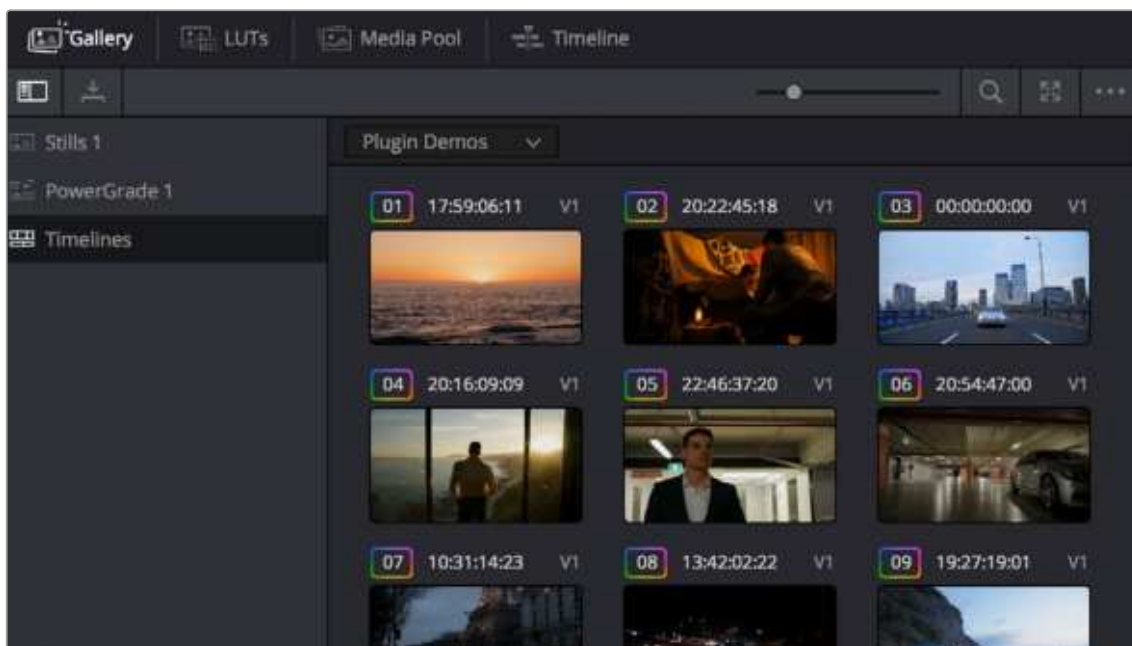 Gallery LUTs Media Pool Timeline
Stills 1
Plugin Demos
PowerGrade 1
Timelines
01 17:59:06:11 V1 02 20:22:45:18 V1 03 00:00:00:00 V1
04 20:16:09:09 V1 05 22:46:37:20 V1 06 20:54:47:00 V1
07 10:31:14:23 V1 08 13:42:02:22 V1 09 19:27:19:01 V1